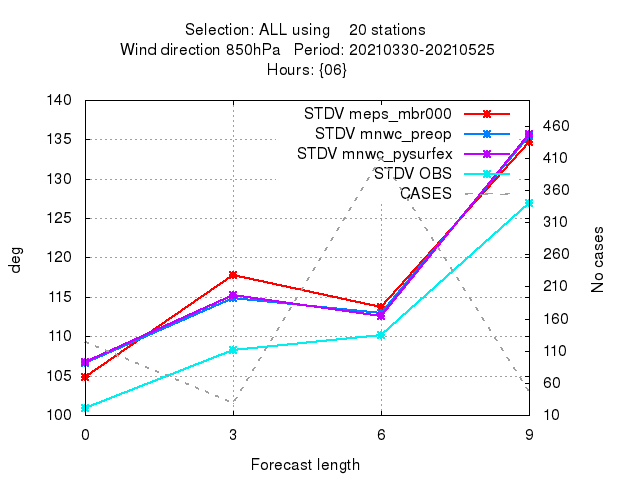 Selection: ALL using    20 stations
Wind direction 850hPa   Period: 20210330-20210525
Hours: {06}
STDV meps_mbr000
STDV mnwc_preop
STDV mnwc_pysurfex
STDV OBS
CASES
140
135
130
125
120
115
110
105
100
deg
460
410
360
310
260
210
160
110
60
10
No cases
0 3 6 9
Forecast length